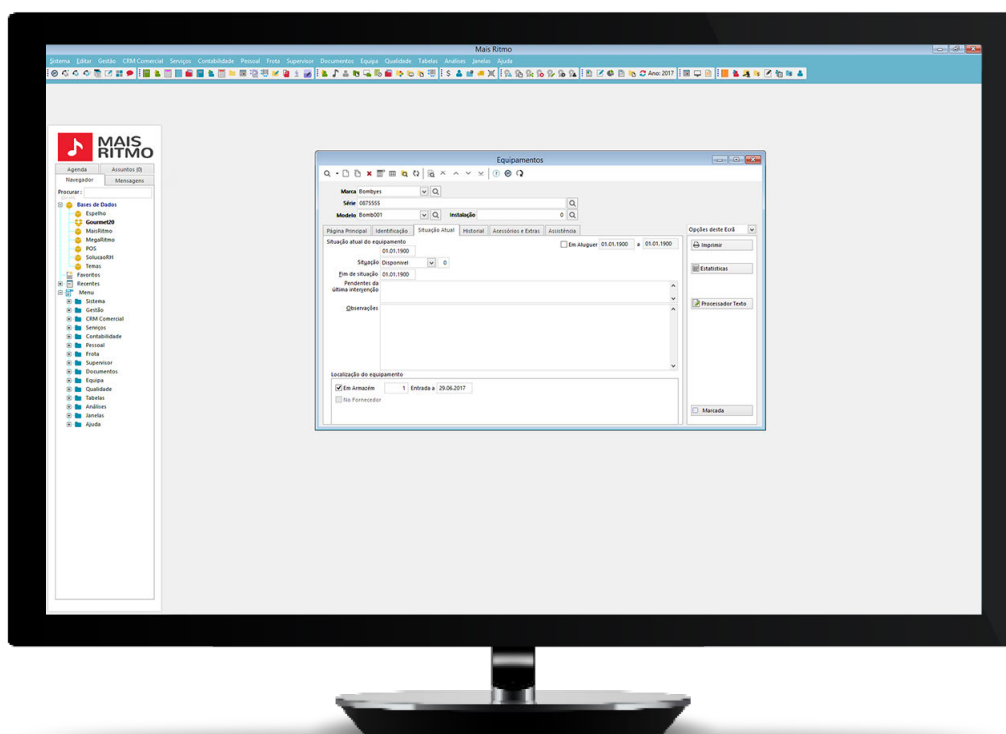 Mais Ritmo
Sistema Editar Gestão CRM Comercial Serviços Contabilidade Pessoal Frota Supervisor Documentos Equipa Qualidade Tabelas Análises Janelas Ajuda
Ano: 2017
MAIS
RITMO
Agenda Assuntos (0)
Navegador Mensagens
Procurar :
Bases de Dados
Espelho
Gourmet20
MaisRitmo
MegaRitmo
POS
SolucaoRH
Temas
Favoritos
Recentes
Menu
Sistema
Gestão
CRM Comercial
Serviços
Contabilidade
Pessoal
Frota
Supervisor
Documentos
Equipa
Qualidade
Tabelas
Análises
Janelas
Ajuda
Equipamentos
Marca Bombyes
Série 0875555
Modelo Bomb001 Instalação 0
Página Principal Identificação Situação Atual Historial Acessórios e Extras Assistência
Opções deste Ecrã
Situação atual do equipamento
01.01.1900
Em Aluguer 01.01.1900 a 01.01.1900
Situação Disponivel 0
Fim de situação 01.01.1900
Pendentes da
última intervenção
Observações
Localização do equipamento
Em Armazém 1 Entrada a 29.06.2017
No Fornecedor
Imprimir
Estatísticas
Processador Texto
Marcada